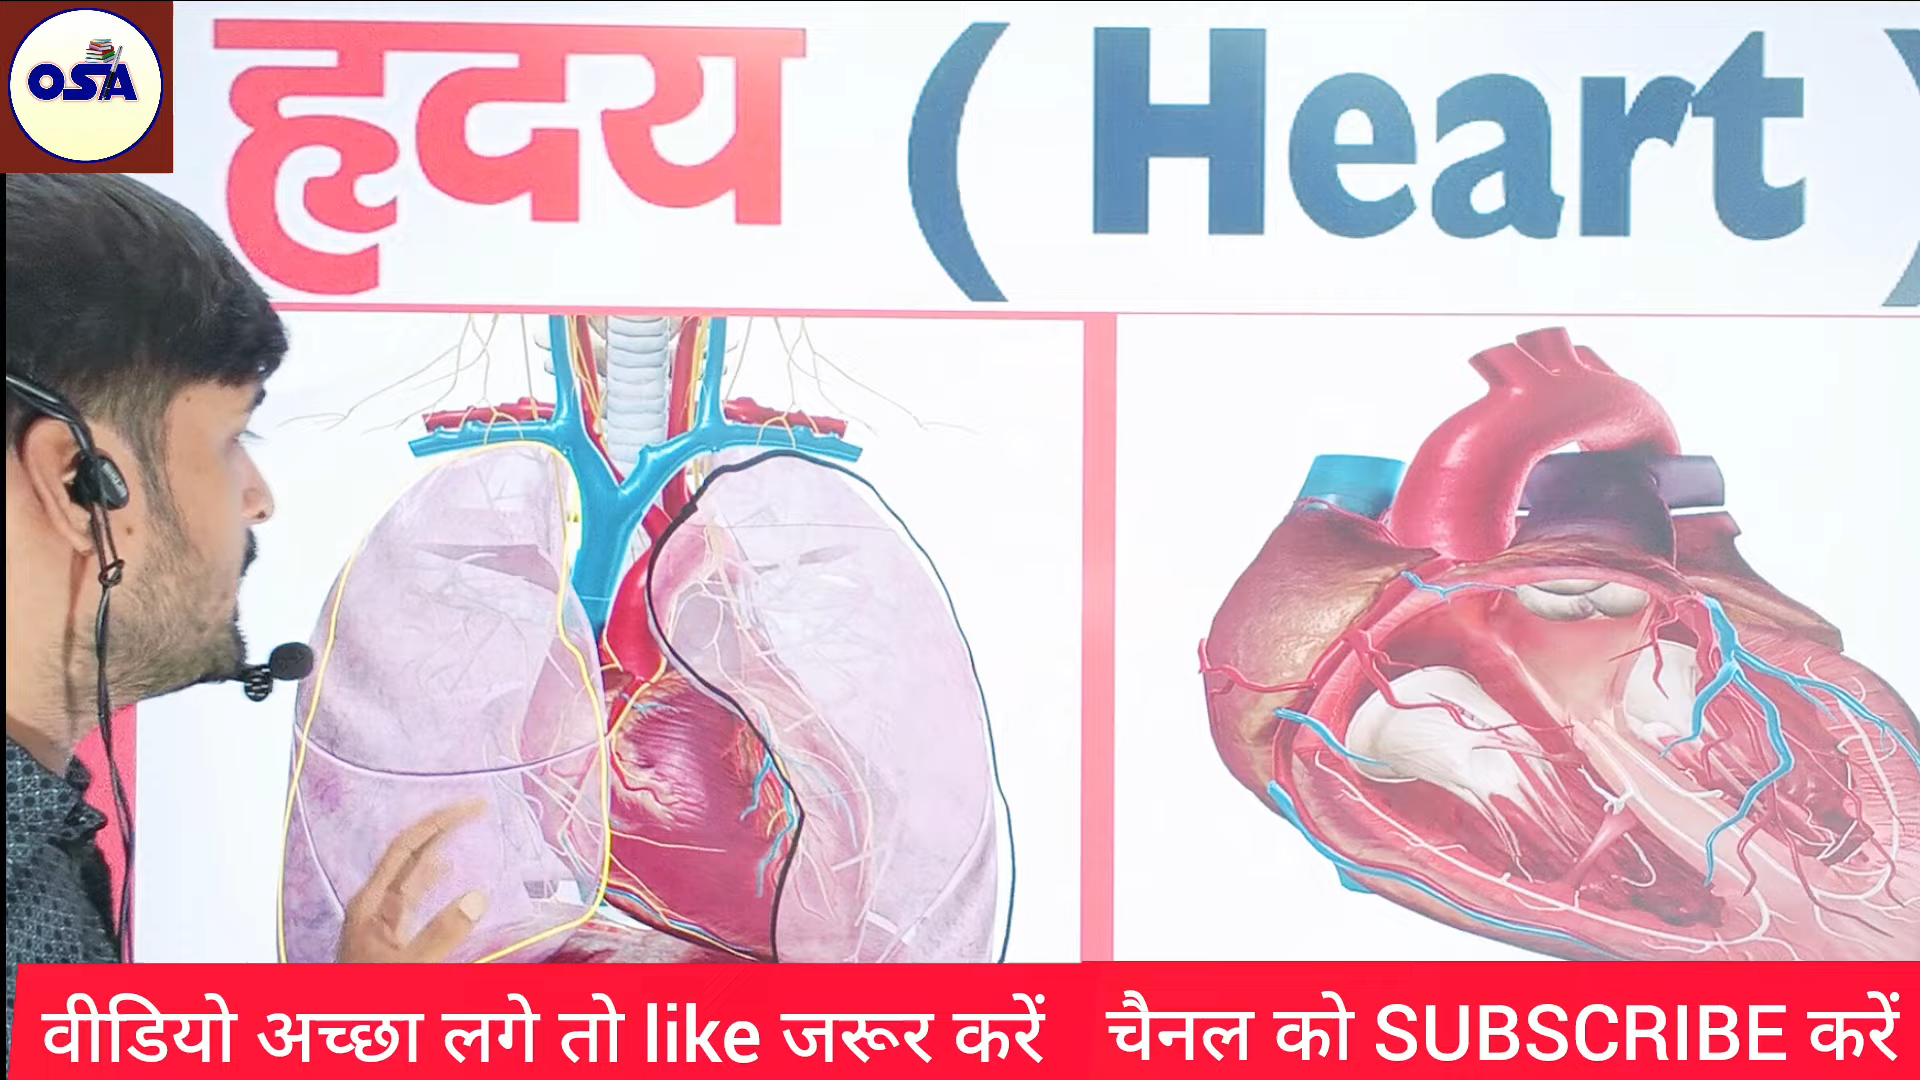 OSA
हृदय ( Heart )
वीडियो अच्छा लगे तो like जरूर करें चैनल को SUBSCRIBE करें